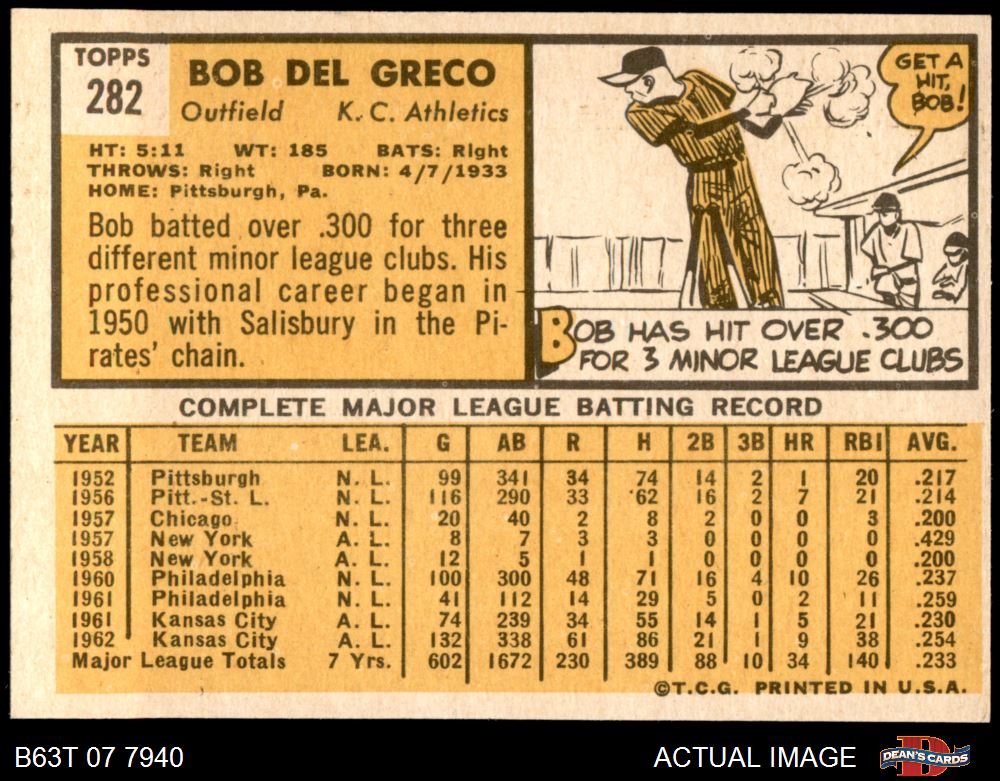 TOPPS
282
BOB DEL GRECO
Outfield K. C. Athletics
HT: 5:11 WT: 185 BATS: Right
THROWS: Right BORN: 4/7/1933
HOME: Pittsburgh, Pa.
Bob batted over .300 for three
different minor league clubs. His
professional career began in
1950 with Salisbury in the Pi-
rates' chain.
GET A
HIT,
BOB!
BOB HAS HIT OVER .300
FOR 3 MINOR LEAGUE CLUBS
COMPLETE MAJOR LEAGUE BATTING RECORD
YEAR TEAM LEA. G AB R H 2B 3B HR RBI AVG.
1952 Pittsburgh N. L. 99 341 34 74 14 2 1 20 .217
1956 Pitt.-St. L. N. L. 116 290 33 62 16 2 7 21 .214
1957 Chicago N. L. 20 40 2 8 2 0 0 3 .200
1957 New York A. L. 8 7 3 3 0 0 0 0 .429
1958 New York A. L. 12 5 1 1 0 0 0 0 .200
1960 Philadelphia N. L. 100 300 48 71 16 4 10 26 .237
1961 Philadelphia N. L. 41 112 14 29 5 0 2 11 .259
1961 Kansas City A. L. 74 239 34 55 14 1 5 21 .230
1962 Kansas City A. L. 132 338 61 86 21 1 9 38 .254
Major League Totals 7 Yrs. 602 1672 230 389 88 10 34 140 .233
©T.C.G. PRINTED IN U.S.A.
B63T 07 7940 ACTUAL IMAGE
DEAN'S CARDS